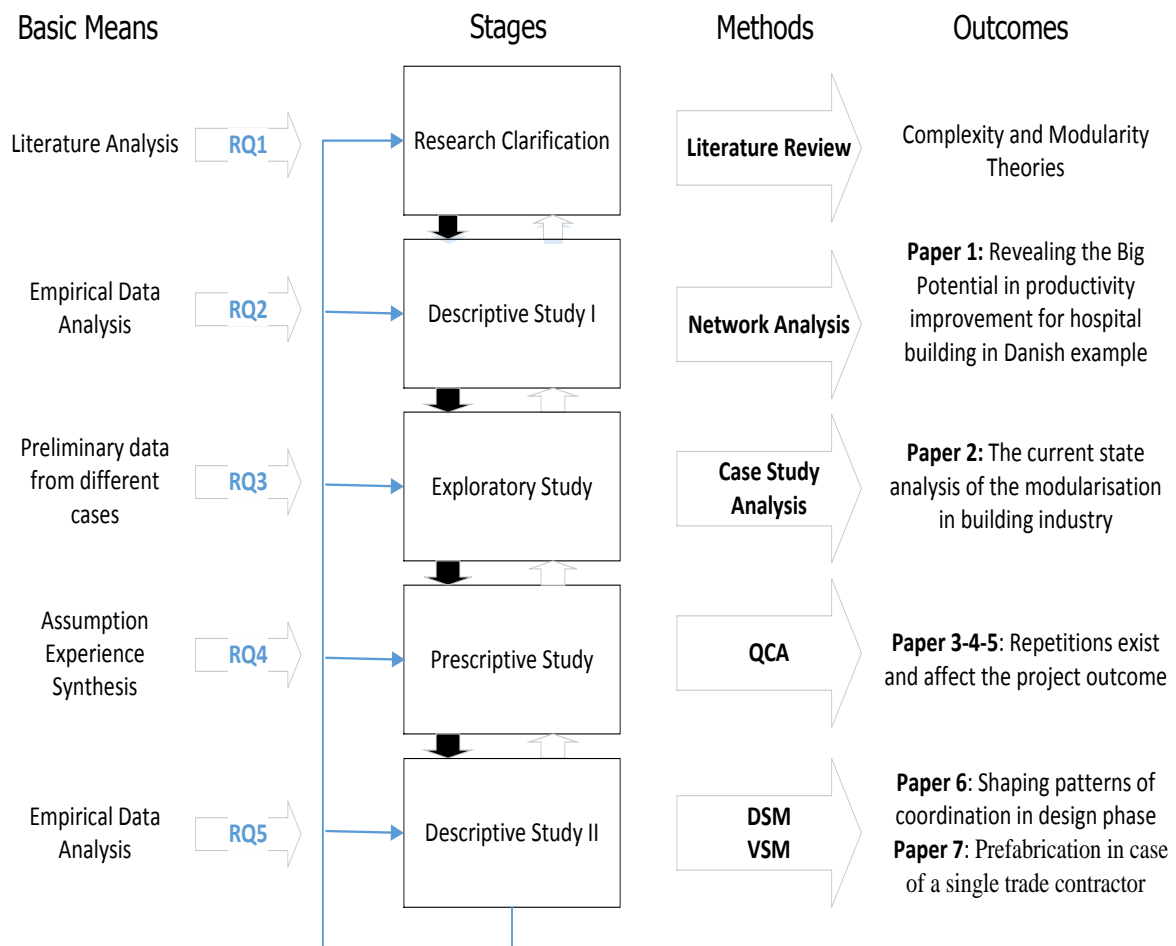 Basic Means
Stages
Methods
Outcomes
Literature Analysis
RQ1
Research Clarification
Literature Review
Complexity and Modularity
Theories
Empirical Data
Analysis
RQ2
Descriptive Study I
Network Analysis
Paper 1: Revealing the Big
Potential in productivity
improvement for hospital
building in Danish example
Preliminary data
from different
cases
RQ3
Exploratory Study
Case Study
Analysis
Paper 2: The current state
analysis of the modularisation
in building industry
Assumption
Experience
Synthesis
RQ4
Prescriptive Study
QCA
Paper 3-4-5: Repetitions exist
and affect the project outcome
Empirical Data
Analysis
RQ5
Descriptive Study II
DSM
VSM
Paper 6: Shaping patterns of
coordination in design phase
Paper 7: Prefabrication in case
of a single trade contractor